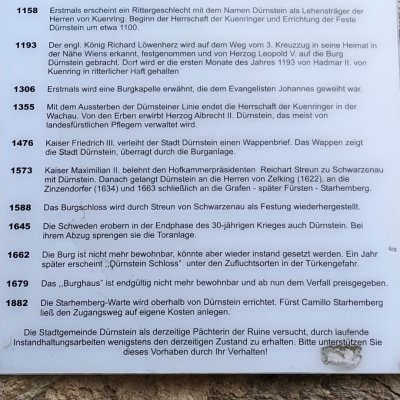 1158 Erstmals erscheint ein Rittergeschlecht mit dem Namen Dürnstein als Lehensträger der
Herren von Kuenring. Beginn der Herrschaft der Kuenringer und Errichtung der Feste
Dürnstein um etwa 1100.
1193 Der engl. König Richard Löwenherz wird auf dem Weg vom 3. Kreuzzug in seine Heimat in
der Nähe Wiens erkannt, festgenommen und von Herzog Leopold V. auf die Burg
Dürnstein gebracht. Dort wird er die ersten Monate des Jahres 1193 von Hadmar II. von
Kuenring in ritterlicher Haft gehalten
1306 Erstmals wird eine Burgkapelle erwähnt, die dem Evangelisten Johannes geweiht war.
1355 Mit dem Aussterben der Dürnsteiner Linie endet die Herrschaft der Kuenringer in der
Wachau. Von den Erben erwirbt Herzog Albrecht II. Dürnstein, das meist von
landesfürstlichen Pflegern verwaltet wird.
1476 Kaiser Friedrich III. verleiht der Stadt Dürnstein einen Wappenbrief. Das Wappen zeigt
die Stadt Dürnstein, überragt durch die Burganlage.
1573 Kaiser Maximilian II. belehnt den Hofkammerpräsidenten Reichart Streun zu Schwarzenau
mit Dürnstein. Danach gelangt Dürnstein an die Herren von Zelking (1622), an die
Zinzendorfer (1634) und 1663 schließlich an die Grafen - später Fürsten - Starhemberg.
1588 Das Burgschloss wird durch Streun von Schwarzenau als Festung wiederhergestellt.
1645 Die Schweden erobern in der Endphase des 30-jährigen Krieges auch Dürnstein. Bei
ihrem Abzug sprengen sie die Toranlage.
1662 Die Burg ist nicht mehr bewohnbar, könnte aber wieder instand gesetzt werden. Ein Jahr
später erscheint ,,Dürnstein Schloss" unter den Zufluchtsorten in der Türkengefahr.
1679 Das ,,Burghaus" ist endgültig nicht mehr bewohnbar und ab nun dem Verfall preisgegeben.
1882 Die Starhemberg-Warte wird oberhalb von Dürnstein errichtet. Fürst Camillo Starhemberg
ließ den Zugangsweg auf eigene Kosten anlegen.
Die Stadtgemeinde Dürnstein als derzeitige Pächterin der Ruine versucht, durch laufende
Instandhaltungsarbeiten wenigstens den derzeitigen Zustand zu erhalten. Bitte unterstützen Sie
dieses Vorhaben durch Ihr Verhalten!